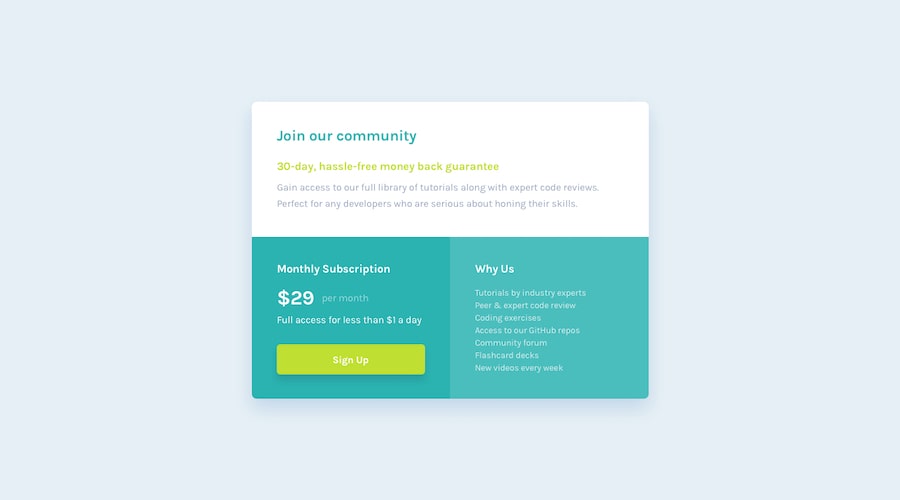 Join our community
30-day, hassle-free money back guarantee
Gain access to our full library of tutorials along with expert code reviews.
Perfect for any developers who are serious about honing their skills.
Monthly Subscription
$29 per month
Full access for less than $1 a day
Sign Up
Why Us
Tutorials by industry experts
Peer & expert code review
Coding exercises
Access to our GitHub repos
Community forum
Flashcard decks
New videos every week